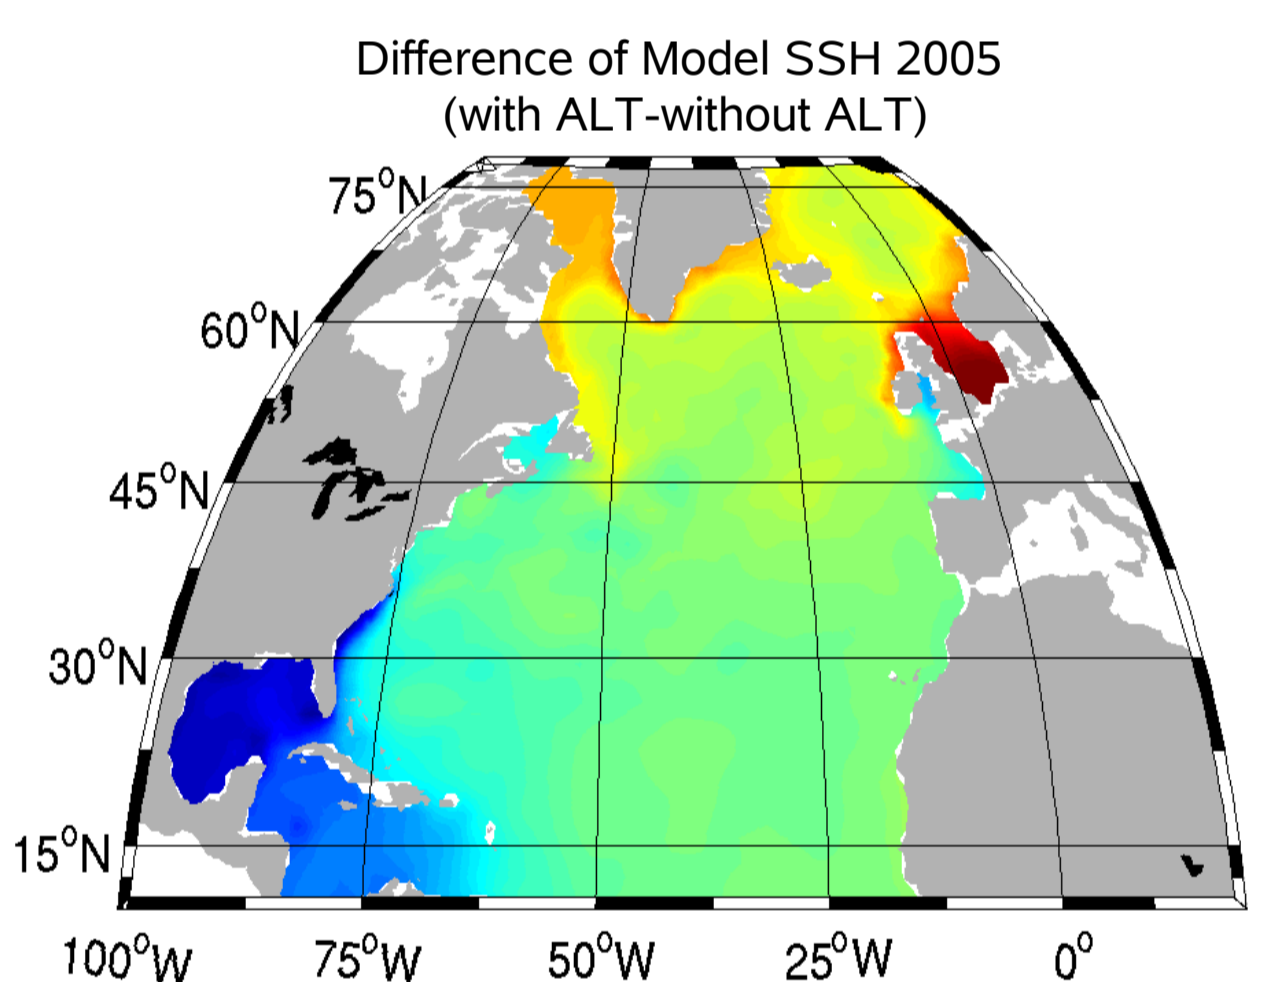 Difference of Model SSH 2005
(with ALT-without ALT)
75°N
60°N
45°N
30°N
15°N
100°W 75°W 50°W 25°W 0°